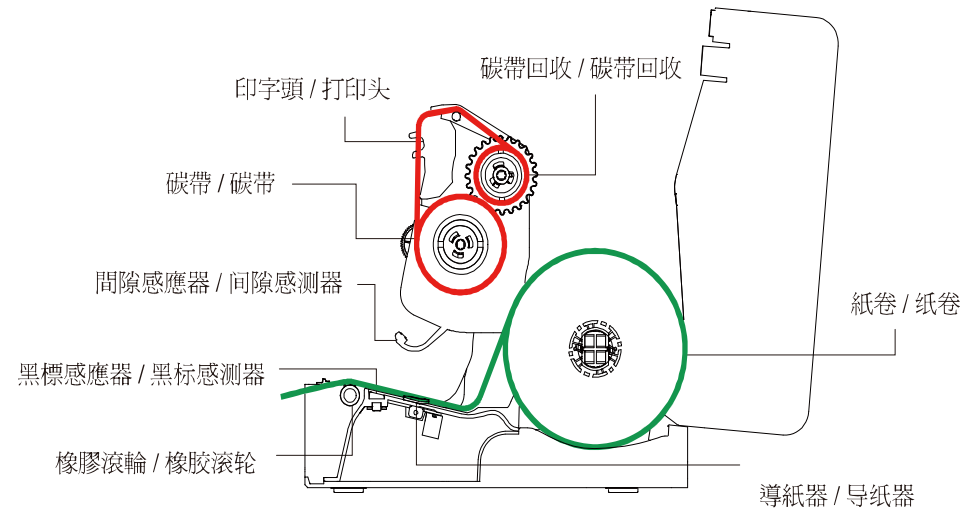 碳帶回收 / 碳带回收
印字頭 / 打印头
碳帶 / 碳带
間隙感應器 / 间隙感测器
紙卷 / 纸卷
黑標感應器 / 黑标感测器
橡膠滾輪 / 橡胶滚轮
導紙器 / 导纸器